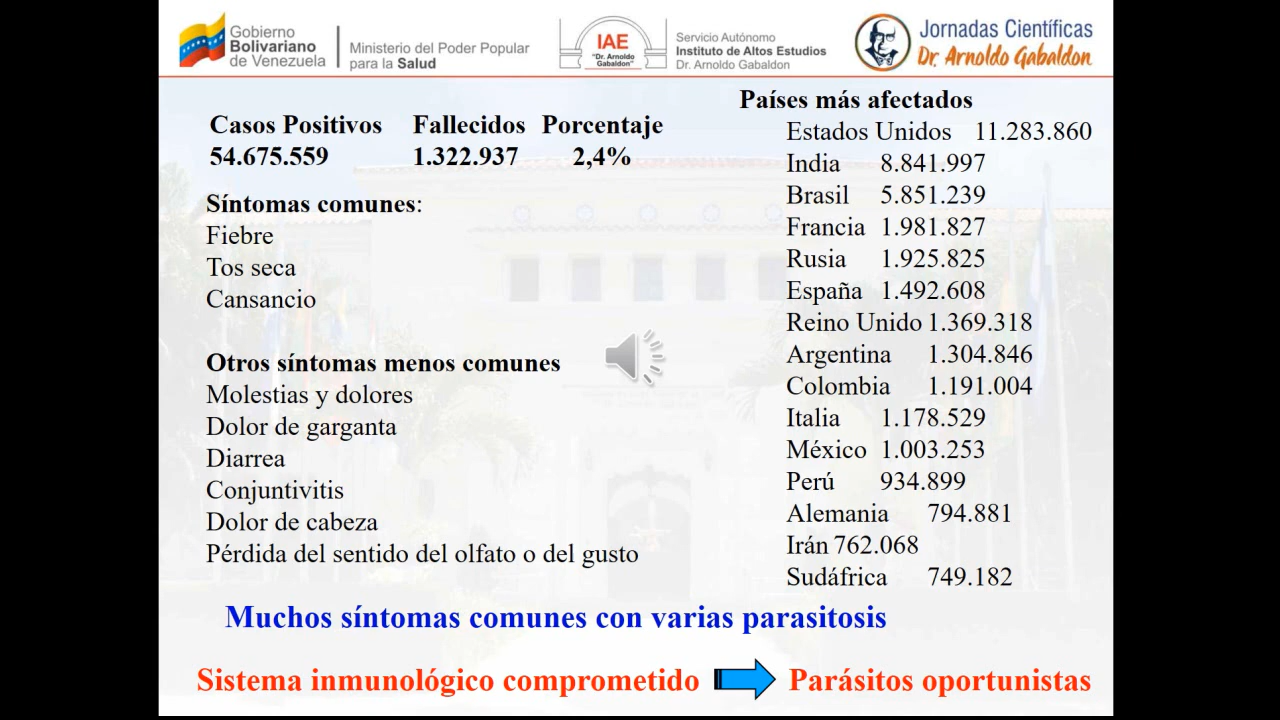 Gobierno
Bolivariano
de Venezuela
Ministerio del Poder Popular
para la Salud
IAE
"Dr. Arnoldo
Gabaldon"
Servicio Autónomo
Instituto de Altos Estudios
Dr. Arnoldo Gabaldon
Jornadas Científicas
Dr. Arnoldo Gabaldon
Casos Positivos Fallecidos Porcentaje
54.675.559 1.322.937 2,4%
Síntomas comunes:
Fiebre
Tos seca
Cansancio
Otros síntomas menos comunes
Molestias y dolores
Dolor de garganta
Diarrea
Conjuntivitis
Dolor de cabeza
Pérdida del sentido del olfato o del gusto
Países más afectados
Estados Unidos 11.283.860
India 8.841.997
Brasil 5.851.239
Francia 1.981.827
Rusia 1.925.825
España 1.492.608
Reino Unido 1.369.318
Argentina 1.304.846
Colombia 1.191.004
Italia 1.178.529
México 1.003.253
Perú 934.899
Alemania 794.881
Irán 762.068
Sudáfrica 749.182
Muchos síntomas comunes con varias parasitosis
Sistema inmunológico comprometido Parásitos oportunistas